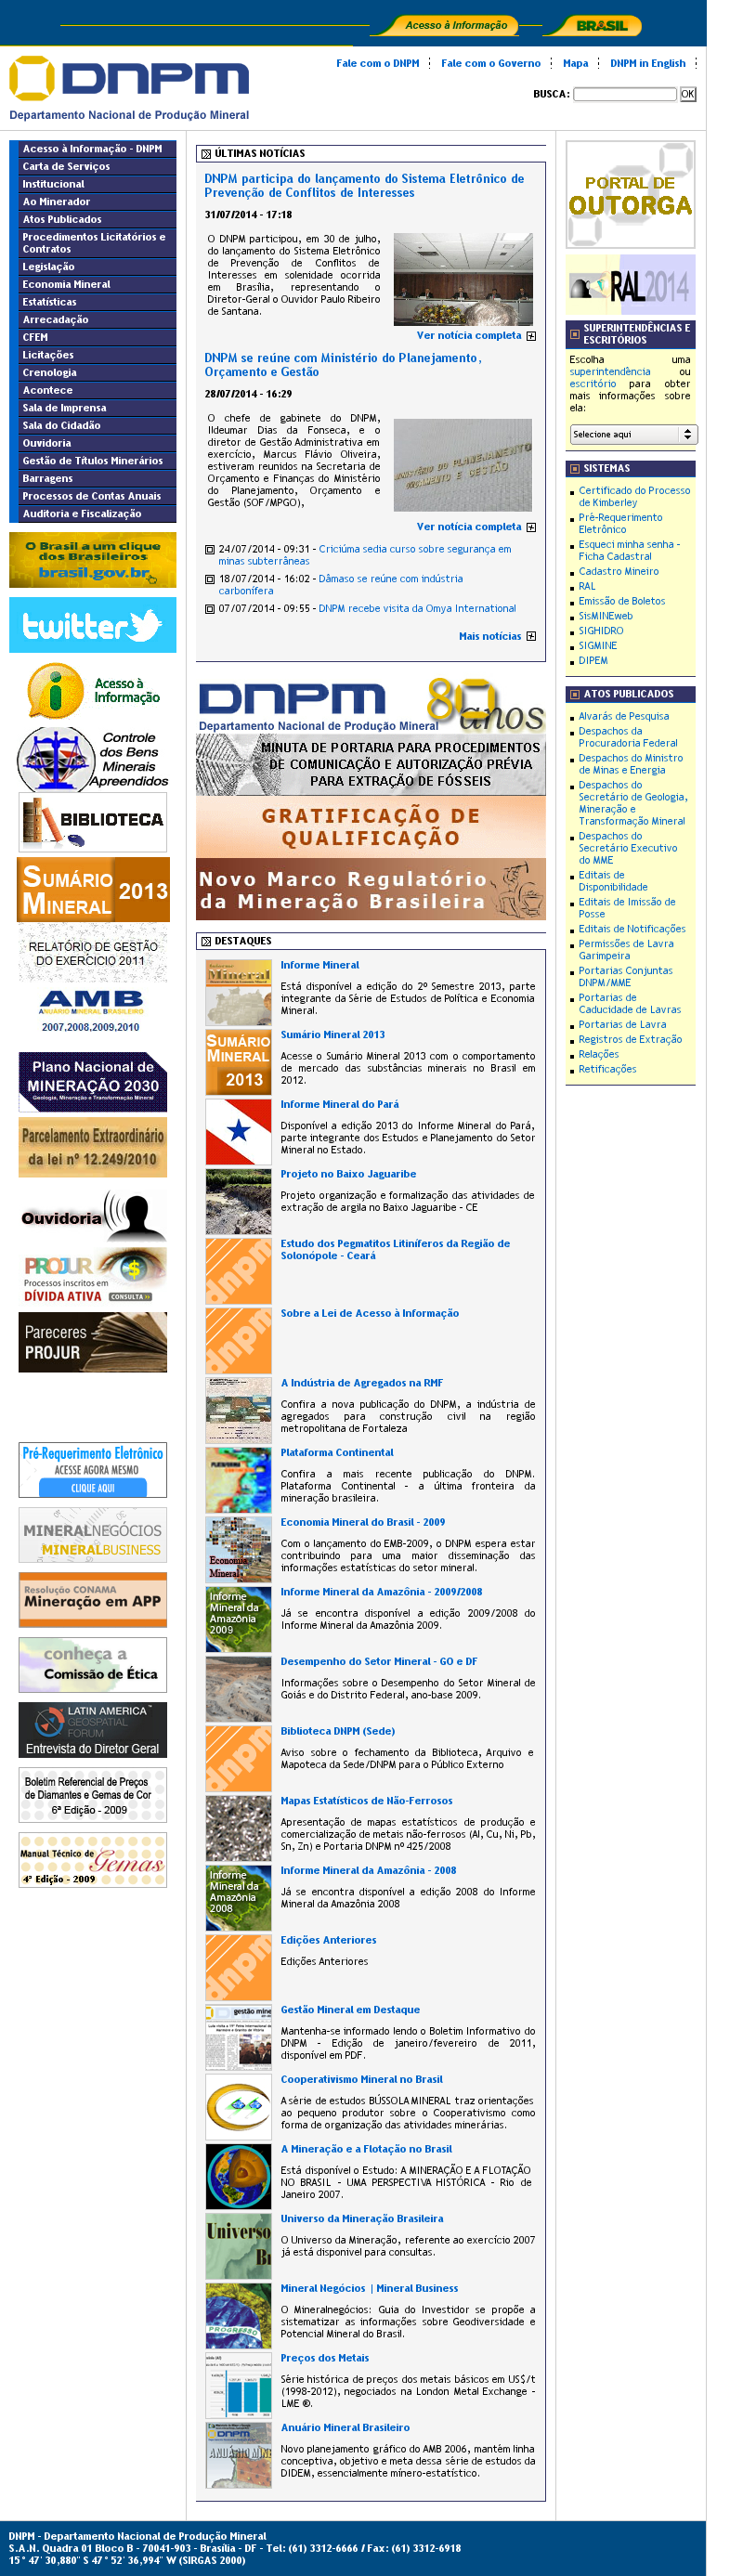 Acesso à Informação
BRASIL
DNPM
Departamento Nacional de Produção Mineral
Fale com o DNPM
Fale com o Governo
Mapa
DNPM in English
BUSCA:
OK
Acesso à Informação - DNPM
Carta de Serviços
Institucional
Ao Minerador
Atos Publicados
Procedimentos Licitatórios e
Contratos
Legislação
Economia Mineral
Estatísticas
Arrecadação
CFEM
Licitações
Crenologia
Acontece
Sala de Imprensa
Sala do Cidadão
Ouvidoria
Gestão de Títulos Minerários
Barragens
Processos de Contas Anuais
Auditoria e Fiscalização
O Brasil a um clique
dos Brasileiros
brasil.gov.br
twitter
Acesso à
Informação
Controle
dos Bens
Minerais
Apreendidos
BIBLIOTECA
SUMÁRIO
MINERAL
2013
RELATÓRIO DE GESTÃO
DO EXERCÍCIO 2011
AMB
ANUÁRIO MINERAL BRASILEIRO
2007,2008,2009,2010
Plano Nacional de
MINERAÇÃO 2030
Geologia, Mineração e Transformação Mineral
Parcelamento Extraordinário
da lei nº 12.249/2010
Ouvidoria
PROJUR
Processos inscritos em
DÍVIDA ATIVA
CONSULTA
Pareceres
PROJUR
Pré-Requerimento Eletrônico
ACESSE AGORA MESMO
CLIQUE AQUI
MINERALNEGÓCIOS
MINERALBUSINESS
Resolução CONAMA
Mineração em APP
conheça a
Comissão de Ética
LATIN AMERICA
GEOSPATIAL
FORUM
Entrevista do Diretor Geral
Boletim Referencial de Preços
de Diamantes e Gemas de Cor
6ª Edição - 2009
Manual Técnico de
Gemas
4ª Edição - 2009
ÚLTIMAS NOTÍCIAS
DNPM participa do lançamento do Sistema Eletrônico de
Prevenção de Conflitos de Interesses
31/07/2014 - 17:18
O DNPM participou, em 30 de julho,
do lançamento do Sistema Eletrônico
de Prevenção de Conflitos de
Interesses em solenidade ocorrida
em Brasília, representando o
Diretor-Geral o Ouvidor Paulo Ribeiro
de Santana.
Ver notícia completa
DNPM se reúne com Ministério do Planejamento,
Orçamento e Gestão
28/07/2014 - 16:29
O chefe de gabinete do DNPM,
Ildeumar Dias da Fonseca, e o
diretor de Gestão Administrativa em
exercício, Marcus Flávio Oliveira,
estiveram reunidos na Secretaria de
Orçamento e Finanças do Ministério
do Planejamento, Orçamento e
Gestão (SOF/MPGO),
MINISTÉRIO DO PLANEJAMENTO
ORÇAMENTO E GESTÃO
Ver notícia completa
24/07/2014 - 09:31 - Criciúma sedia curso sobre segurança em
minas subterrâneas
18/07/2014 - 16:02 - Dâmaso se reúne com indústria
carbonífera
07/07/2014 - 09:55 - DNPM recebe visita da Omya International
Mais notícias
DNPM
Departamento Nacional de Produção Mineral
80 anos
MINUTA DE PORTARIA PARA PROCEDIMENTOS
DE COMUNICAÇÃO E AUTORIZAÇÃO PRÉVIA
PARA EXTRAÇÃO DE FÓSSEIS
GRATIFICAÇÃO DE
QUALIFICAÇÃO
Novo Marco Regulatório
da Mineração Brasileira
DESTAQUES
Mineral
Informe Mineral
Está disponível a edição do 2º Semestre 2013, parte
integrante da Série de Estudos de Política e Economia
Mineral.
SUMÁRIO
MINERAL
2013
Sumário Mineral 2013
Acesse o Sumário Mineral 2013 com o comportamento
de mercado das substâncias minerais no Brasil em
2012.
Informe Mineral do Pará
Disponível a edição 2013 do Informe Mineral do Pará,
parte integrante dos Estudos e Planejamento do Setor
Mineral no Estado.
Projeto no Baixo Jaguaribe
Projeto organização e formalização das atividades de
extração de argila no Baixo Jaguaribe - CE
dnpm
Estudo dos Pegmatitos Litiníferos da Região de
Solonópole - Ceará
dnpm
Sobre a Lei de Acesso à Informação
A Indústria de Agregados na RMF
Confira a nova publicação do DNPM, a indústria de
agregados para construção civil na região
metropolitana de Fortaleza
PLATAFORMA
CONTINENTAL
Plataforma Continental
Confira a mais recente publicação do DNPM.
Plataforma Continental - a última fronteira da
mineração brasileira.
Economia
Mineral
Economia Mineral do Brasil - 2009
Com o lançamento do EMB-2009, o DNPM espera estar
contribuindo para uma maior disseminação das
informações estatísticas do setor mineral.
Informe
Mineral da
Amazônia
2009
Informe Mineral da Amazônia - 2009/2008
Já se encontra disponível a edição 2009/2008 do
Informe Mineral da Amazônia 2009.
Desempenho do Setor Mineral - GO e DF
Informações sobre o Desempenho do Setor Mineral de
Goiás e do Distrito Federal, ano-base 2009.
dnpm
Biblioteca DNPM (Sede)
Aviso sobre o fechamento da Biblioteca, Arquivo e
Mapoteca da Sede/DNPM para o Público Externo
Mapas Estatísticos de Não-Ferrosos
Apresentação de mapas estatísticos de produção e
comercialização de metais não-ferrosos (Al, Cu, Ni, Pb,
Sn, Zn) e Portaria DNPM nº 425/2008
Informe
Mineral da
Amazônia
2008
Informe Mineral da Amazônia - 2008
Já se encontra disponível a edição 2008 do Informe
Mineral da Amazônia 2008
dnpm
Edições Anteriores
Edições Anteriores
gestão mine
Gestão Mineral em Destaque
Mantenha-se informado lendo o Boletim Informativo do
DNPM - Edição de janeiro/fevereiro de 2011,
disponível em PDF.
Cooperativismo Mineral no Brasil
A série de estudos BÚSSOLA MINERAL traz orientações
ao pequeno produtor sobre o Cooperativismo como
forma de organização das atividades minerárias.
A Mineração e a Flotação no Brasil
Está disponível o Estudo: A MINERAÇÃO E A FLOTAÇÃO
NO BRASIL - UMA PERSPECTIVA HISTÓRICA - Rio de
Janeiro 2007.
Universo
Br
Universo da Mineração Brasileira
O Universo da Mineração, referente ao exercício 2007
já está disponivel para consultas.
PROGRESSO
Mineral Negócios | Mineral Business
O Mineralnegócios: Guia do Investidor se propõe a
sistematizar as informações sobre Geodiversidade e
Potencial Mineral do Brasil.
Preços dos Metais
Série histórica de preços dos metais básicos em US$/t
(1998-2012), negociados na London Metal Exchange -
LME ®.
DNPM
ANUÁRIO MINE
Anuário Mineral Brasileiro
Novo planejamento gráfico do AMB 2006, mantém linha
conceptiva, objetivo e meta dessa série de estudos da
DIDEM, essencialmente mínero-estatístico.
PORTAL DE
OUTORGA
RAL2014
SUPERINTENDÊNCIAS E
ESCRITÓRIOS
Escolha uma
superintendência ou
escritório para obter
mais informações sobre
ela:
Selecione aqui
SISTEMAS
Certificado do Processo
de Kimberley
Pré-Requerimento
Eletrônico
Esqueci minha senha -
Ficha Cadastral
Cadastro Mineiro
RAL
Emissão de Boletos
SisMINEweb
SIGHIDRO
SIGMINE
DIPEM
ATOS PUBLICADOS
Alvarás de Pesquisa
Despachos da
Procuradoria Federal
Despachos do Ministro
de Minas e Energia
Despachos do
Secretário de Geologia,
Mineração e
Transformação Mineral
Despachos do
Secretário Executivo
do MME
Editais de
Disponibilidade
Editais de Imissão de
Posse
Editais de Notificações
Permissões de Lavra
Garimpeira
Portarias Conjuntas
DNPM/MME
Portarias de
Caducidade de Lavras
Portarias de Lavra
Registros de Extração
Relações
Retificações
DNPM - Departamento Nacional de Produção Mineral
S.A.N. Quadra 01 Bloco B - 70041-903 - Brasília - DF - Tel: (61) 3312-6666 / Fax: (61) 3312-6918
15° 47' 30,880" S 47° 52' 36,994" W (SIRGAS 2000)